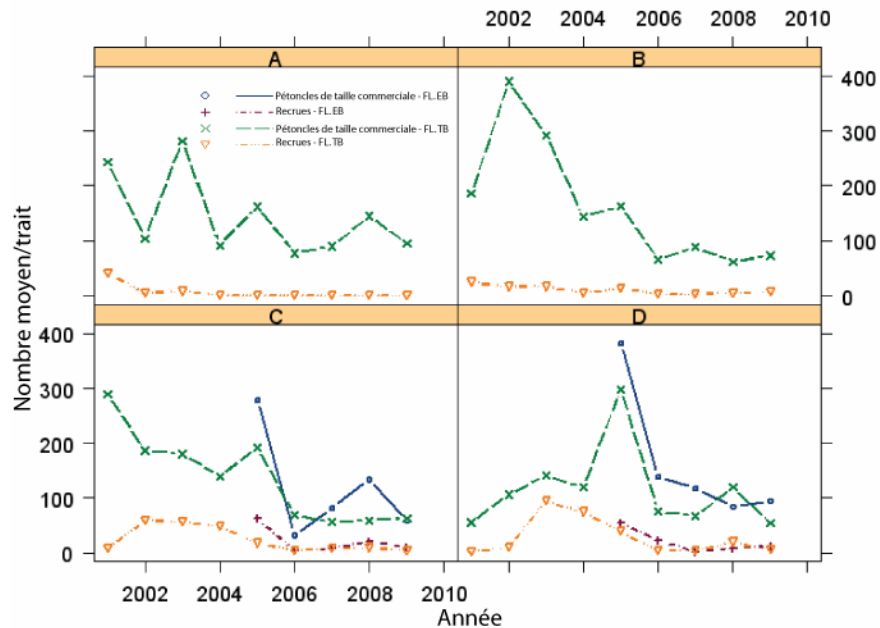 2002 2004 2006 2008 2010
A B
Pétoncles de taille commerciale - FL.EB
Recrues - FL.EB
Pétoncles de taille commerciale - FL.TB
Recrues - FL.TB
400
300
200
100
0
Nombre moyen/trait
C D
400
300
200
100
0
2002 2004 2006 2008 2010
Année